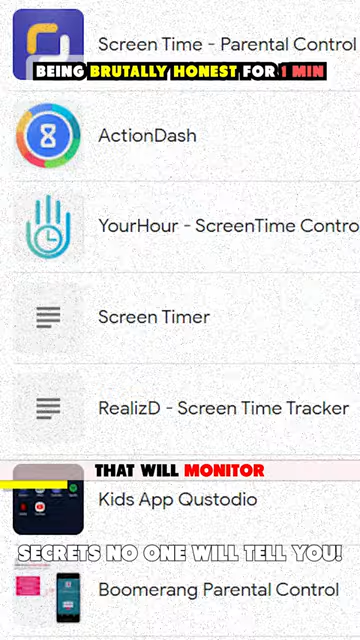 Screen Time - Parental Control
BEING BRUTALLY HONEST FOR 1 MIN
ActionDash
YourHour - ScreenTime Contro
Screen Timer
RealizD - Screen Time Tracker
THAT WILL MONITOR
Kids App Qustodio
SECRETS NO ONE WILL TELL YOU!
Boomerang Parental Control